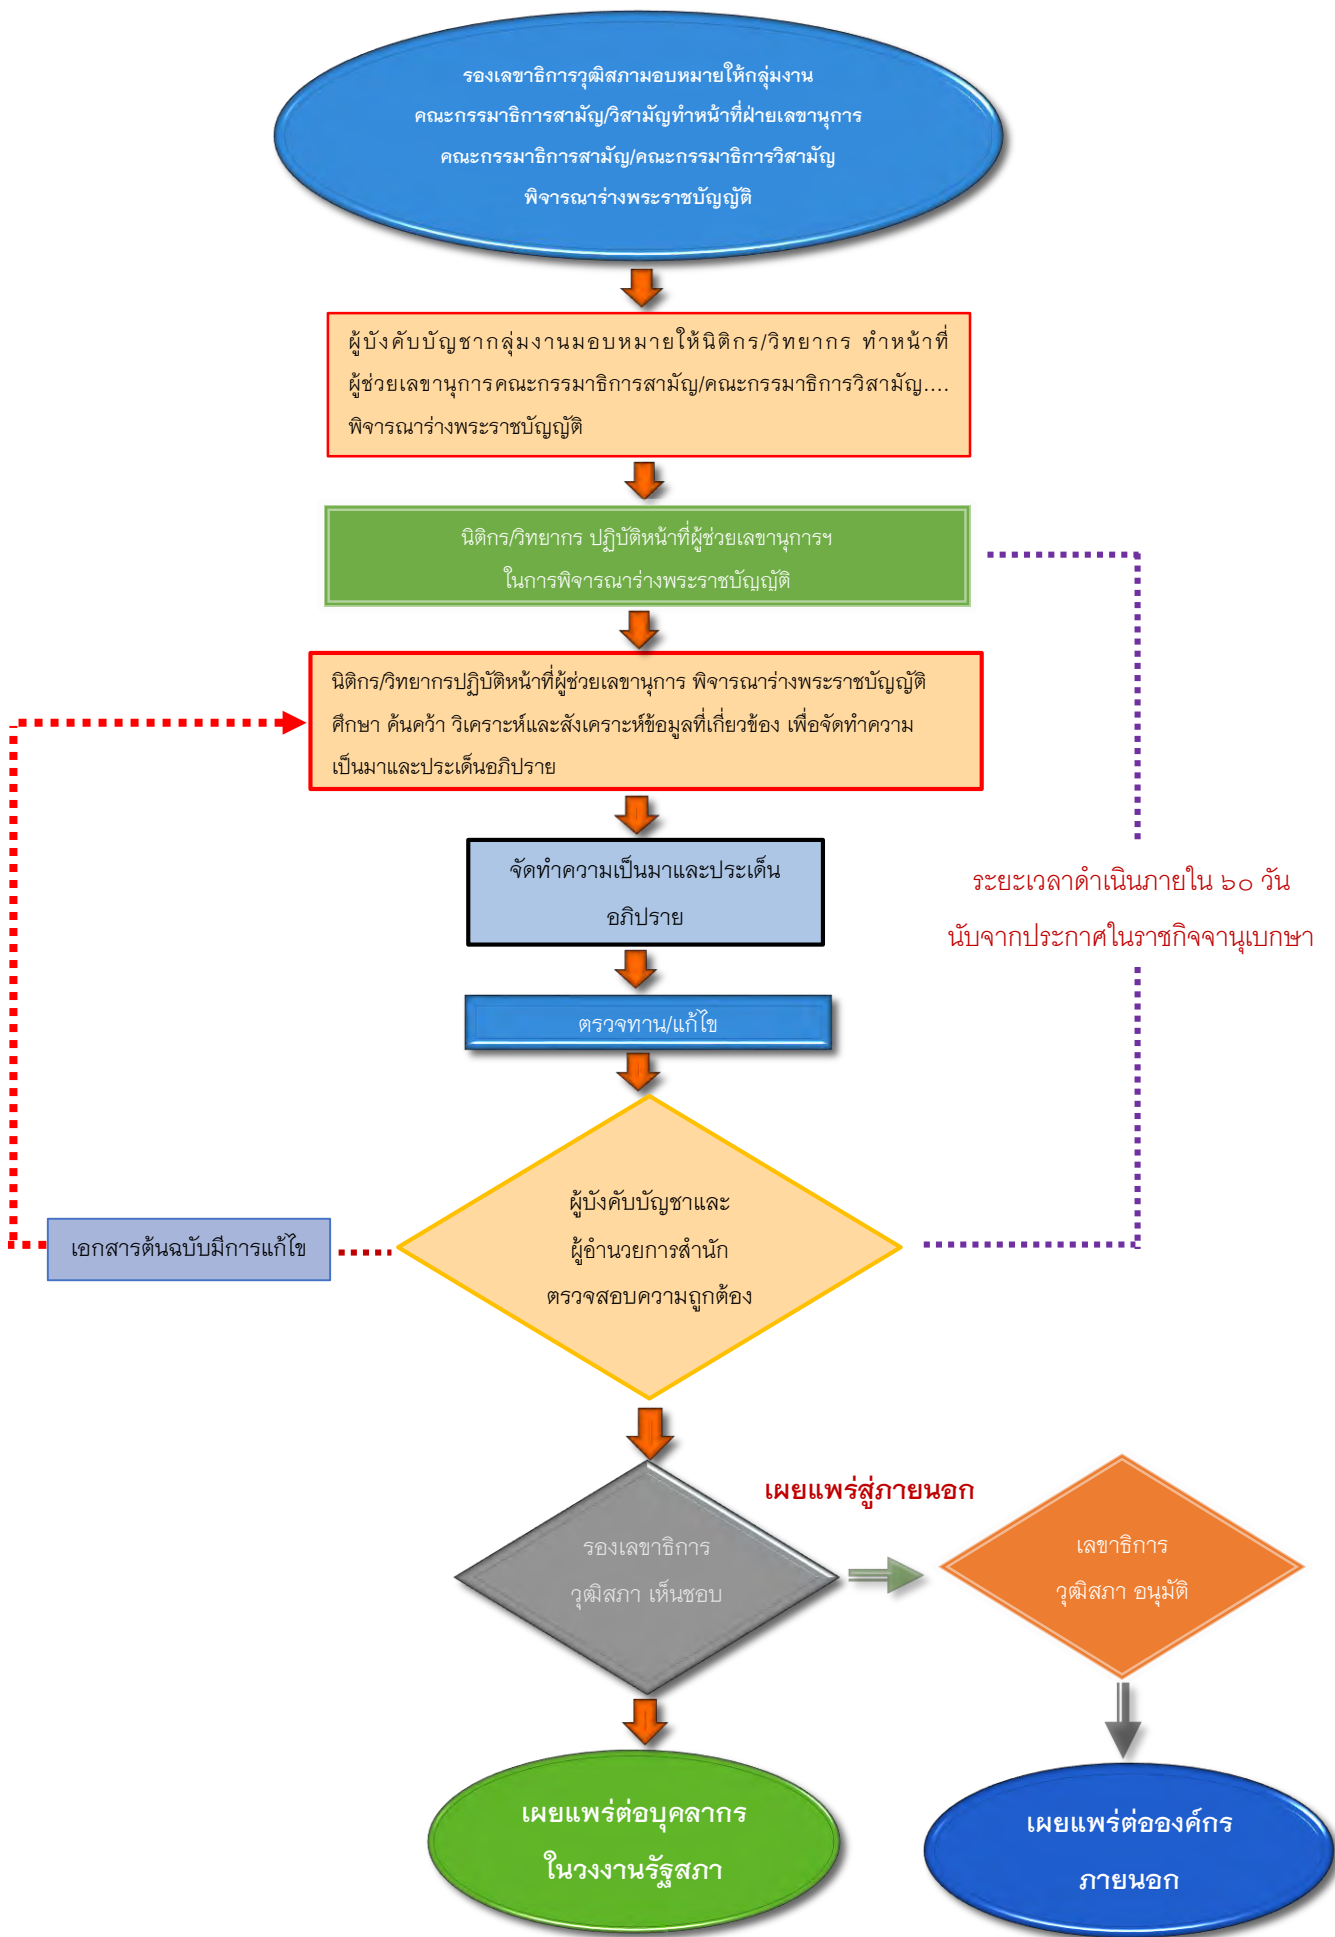 รองเลขาธิการวุฒิสภามอบหมายให้กลุ่มงาน
คณะกรรมาธิการสามัญ/วิสามัญทำหน้าที่ฝ่ายเลขานุการ
คณะกรรมาธิการสามัญ/คณะกรรมาธิการวิสามัญ
พิจารณาร่างพระราชบัญญัติ
ผู้บังคับบัญชากลุ่มงานมอบหมายให้นิติกร/วิทยากร ทำหน้าที่
ผู้ช่วยเลขานุการคณะกรรมาธิการสามัญ/คณะกรรมาธิการวิสามัญ....
พิจารณาร่างพระราชบัญญัติ
นิติกร/วิทยากร ปฏิบัติหน้าที่ผู้ช่วยเลขานุการฯ
ในการพิจารณาร่างพระราชบัญญัติ
นิติกร/วิทยากรปฏิบัติหน้าที่ผู้ช่วยเลขานุการ พิจารณาร่างพระราชบัญญัติ
ศึกษา ค้นคว้า วิเคราะห์และสังเคราะห์ข้อมูลที่เกี่ยวข้อง เพื่อจัดทำความ
เป็นมาและประเด็นอภิปราย
จัดทำความเป็นมาและประเด็น
อภิปราย
ระยะเวลาดำเนินภายใน ๖๐ วัน
นับจากประกาศในราชกิจจานุเบกษา
ตรวจทาน/แก้ไข
ผู้บังคับบัญชาและ
ผู้อำนวยการสำนัก
ตรวจสอบความถูกต้อง
เอกสารต้นฉบับมีการแก้ไข
เผยแพร่สู่ภายนอก
รองเลขาธิการ
วุฒิสภา เห็นชอบ
เลขาธิการ
วุฒิสภา อนุมัติ
เผยแพร่ต่อบุคลากร
ในวงงานรัฐสภา
เผยแพร่ต่อองค์กร
ภายนอก